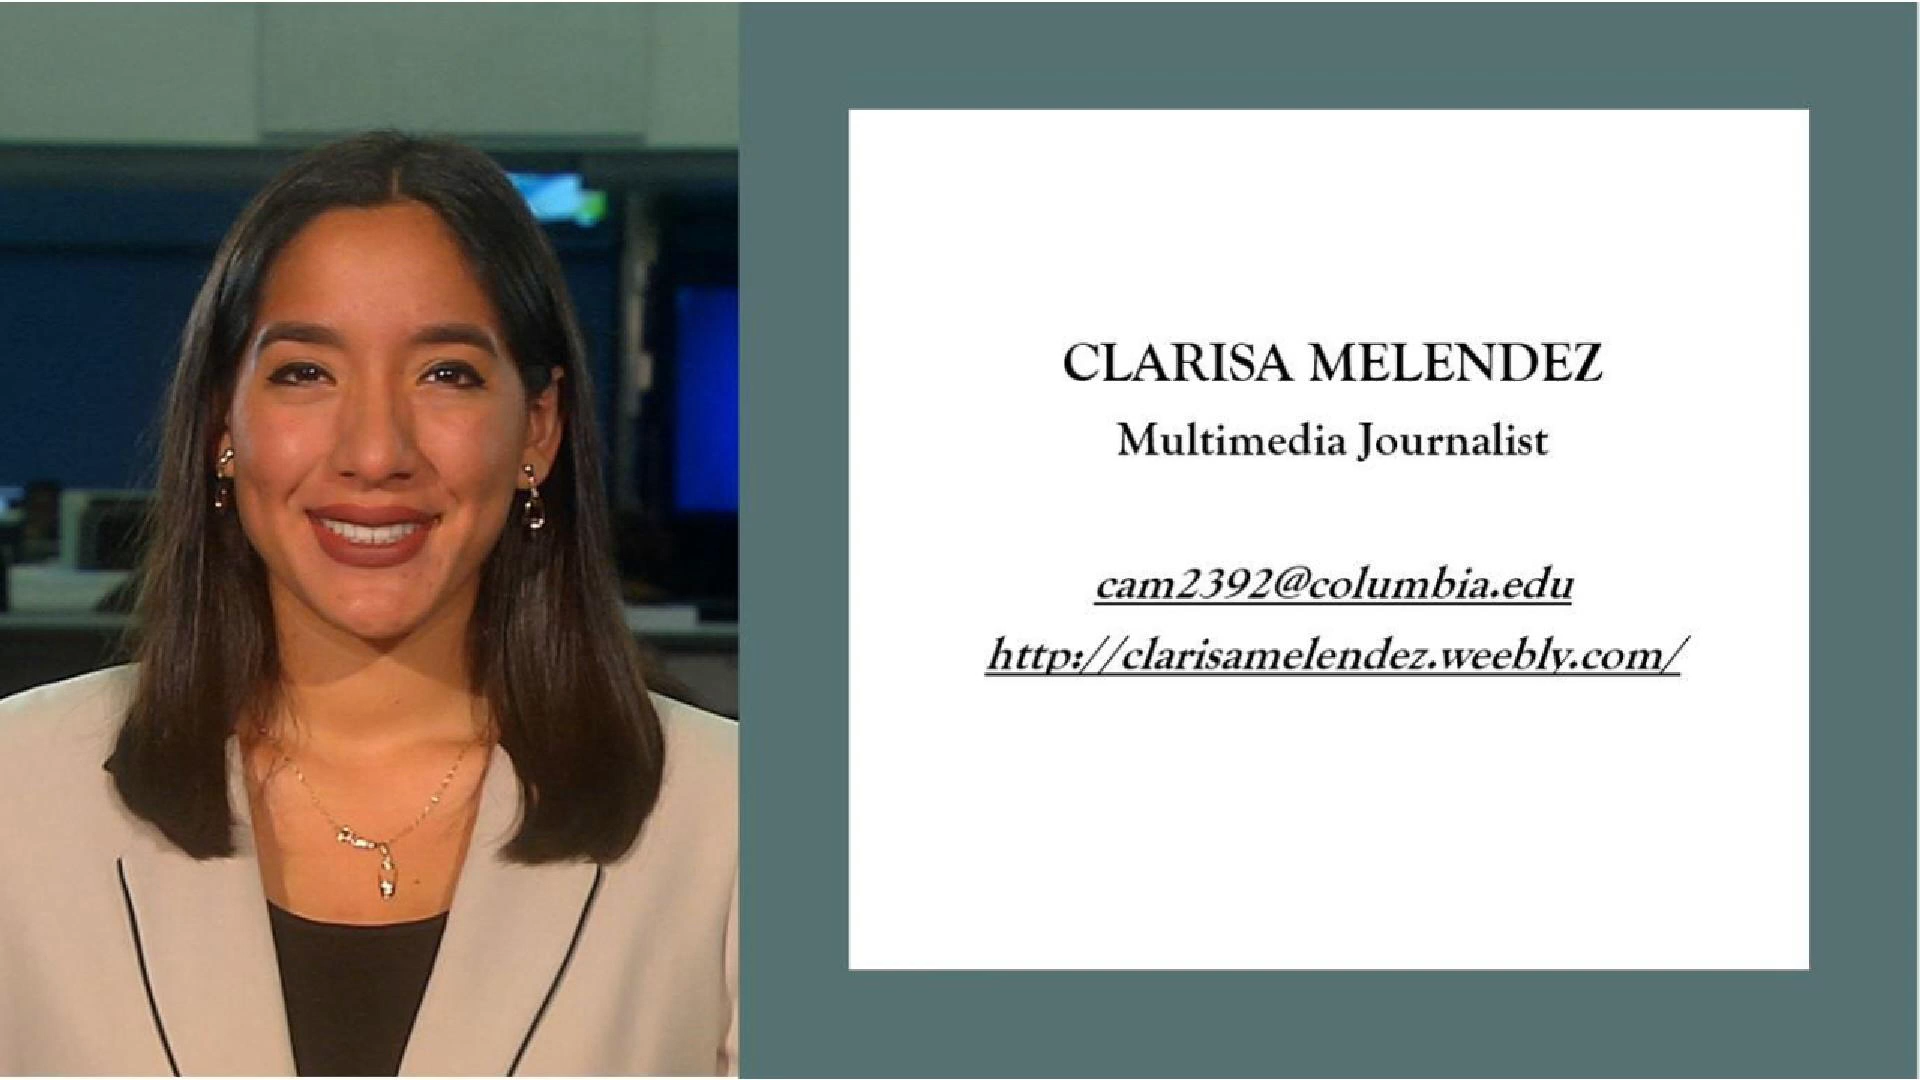 CLARISA MELENDEZ
Multimedia Journalist
cam2392@columbia.edu
http://clarisamelendez.weebly.com/